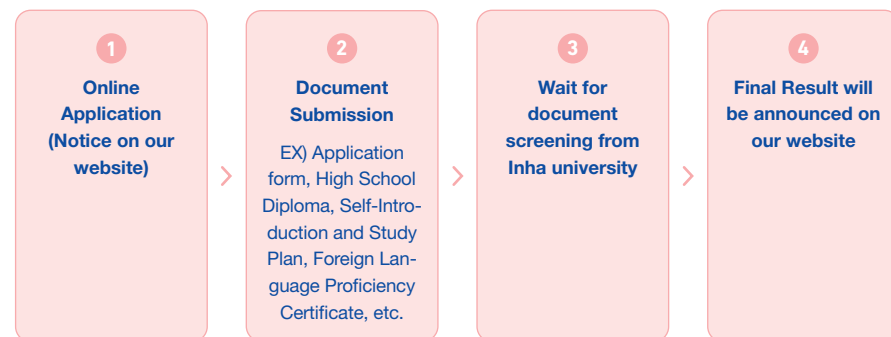 1
Online
Application
(Notice on our
website)
2
Document
Submission
EX) Application
form, High School
Diploma, Self-Intro-
duction and Study
Plan, Foreign Lan-
guage Proficiency
Certificate, etc.
3
Wait for
document
screening from
Inha university
4
Final Result will
be announced on
our website